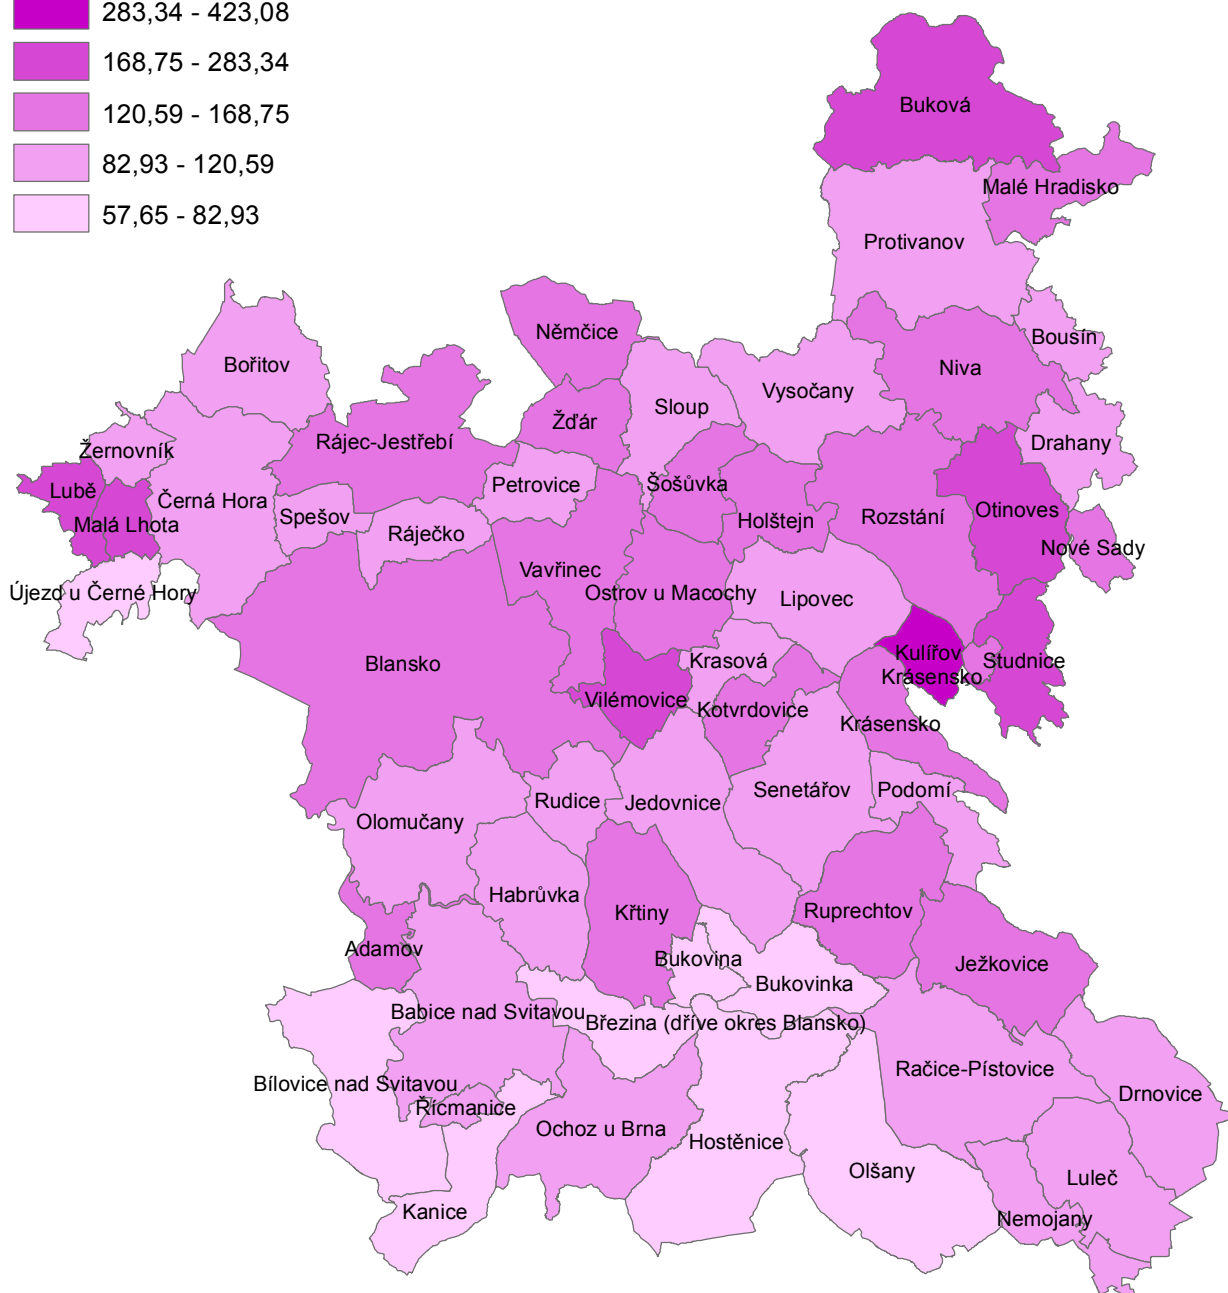 283,34 - 423,08
168,75 - 283,34
120,59 - 168,75
82,93 - 120,59
57,65 - 82,93
Buková
Malé Hradisko
Protivanov
Němčice
Bousín
Bořitov
Niva
Vysočany
Sloup
Žďár
Rájec-Jestřebí
Drahany
Žernovník
Petrovice
Šošůvka
Lubě
Černá Hora
Otinoves
Spešov
Rozstání
Holštejn
Malá Lhota
Ráječko
Nové Sady
Vavřinec
Újezd u Černé Hory
Ostrov u Macochy
Lipovec
Kulířov
Blansko
Krasová
Studnice
Krásensko
Vilémovice
Kotvrdovice
Krásensko
Senetářov
Podomí
Rudice
Jedovnice
Olomučany
Habrůvka
Křtiny
Ruprechtov
Adamov
Bukovina
Ježkovice
Bukovinka
Babice nad Svitavou
Březina (dříve okres Blansko)
Račice-Pístovice
Bílovice nad Svitavou
Drnovice
Řícmanice
Ochoz u Brna
Hostěnice
Olšany
Luleč
Kanice
Nemojany